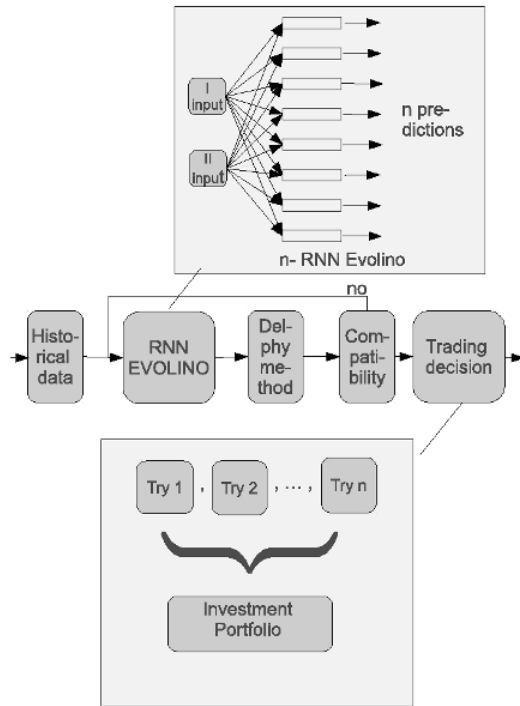 I
input
II
input
n pre-
dictions
n- RNN Evolino
no
Histo-
rical
data
RNN
EVOLINO
Del-
phy
me-
thod
Com-
pati-
bility
Trading
decision
Try 1 , Try 2 , ... , Try n
Investment
Portfolio